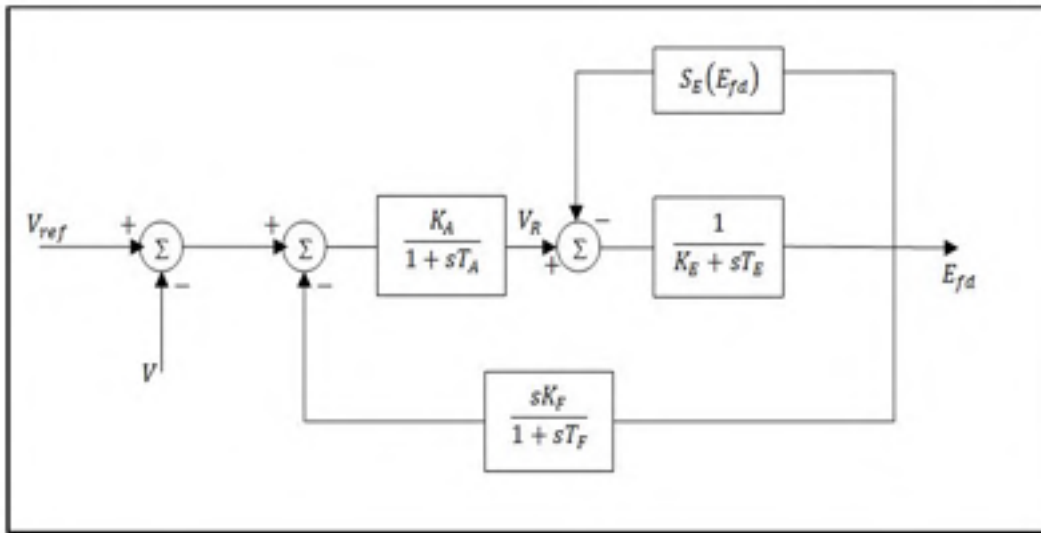 S_E(E_fd)
V_ref
+
Σ
−
V
+
Σ
−
K_A
1 + sT_A
V_R
+
Σ
−
1
K_E + sT_E
E_fd
sK_F
1 + sT_F